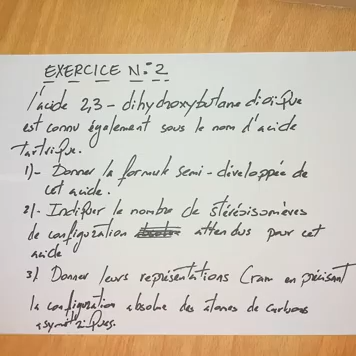 EXERCICE N°: 2
l'acide 2,3 - dihydroxybutane dioïque
est connu également sous le nom d'acide
tartrique.
1)- Donner la formule semi-développée de
cet acide.
2)- Indiquer le nombre de stéréoisomères
de configuration attendus pour cet
acide
3) Donner leurs représentations Cram en précisant
la configuration absolue des atomes de carbone
asymétriques.